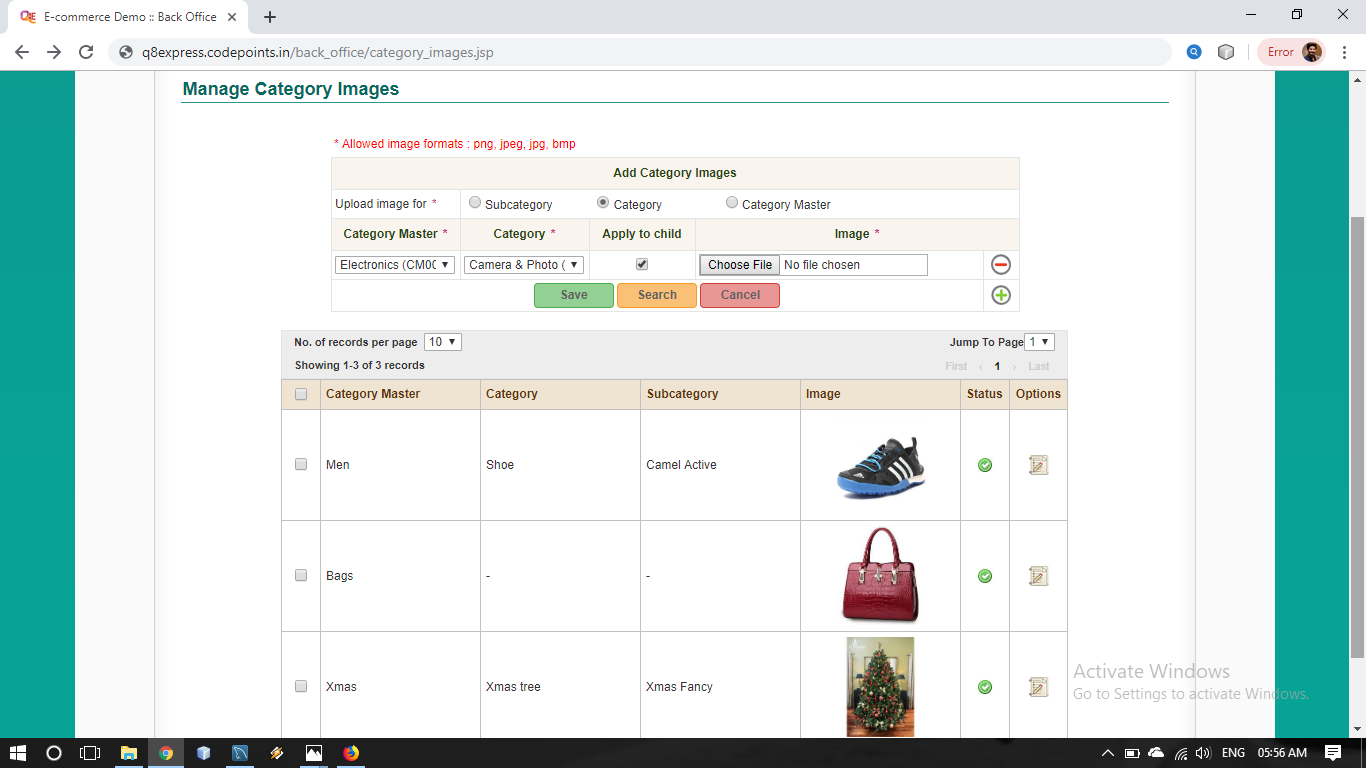 E-commerce Demo :: Back Office
q8express.codepoints.in/back_office/category_images.jsp
Error
Manage Category Images
* Allowed image formats : png, jpeg, jpg, bmp
Add Category Images
Upload image for * Subcategory Category Category Master
Category Master * Category * Apply to child Image *
Electronics (CM00 Camera & Photo ( Choose File No file chosen
Save Search Cancel
No. of records per page 10 Jump To Page 1
Showing 1-3 of 3 records First ‹ 1 › Last
Category Master Category Subcategory Image Status Options
Men Shoe Camel Active
Bags - -
Xmas Xmas tree Xmas Fancy
Activate Windows
Go to Settings to activate Windows.
ENG 05:56 AM